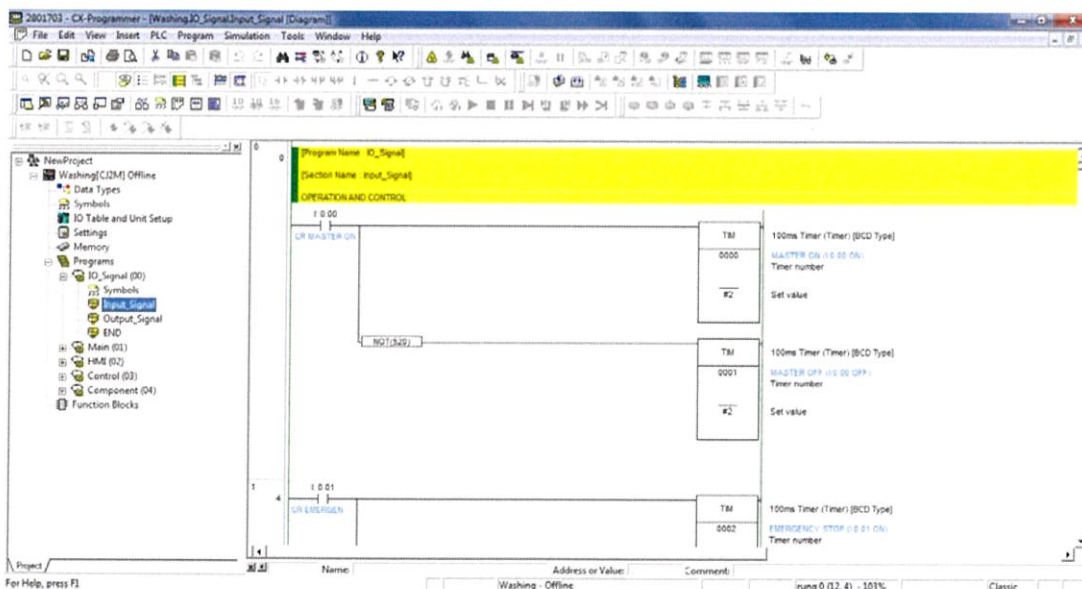 2801703 - CX-Programmer - [Washing.IO_Signal.Input_Signal [Diagram]]
File Edit View Insert PLC Program Simulation Tools Window Help
NewProject
Washing[CJ2M] Offline
Data Types
Symbols
IO Table and Unit Setup
Settings
Memory
Programs
IO_Signal (00)
Symbols
Input_Signal
Output_Signal
END
Main (01)
HMI (02)
Control (03)
Component (04)
Function Blocks
Project
0
0
[Program Name : IO_Signal]
[Section Name : Input_Signal]
OPERATION AND CONTROL
I: 0.00
CR MASTER ON
TIM
100ms Timer (Timer) [BCD Type]
0000
MASTER ON (I:0.00 ON)
Timer number
#2
Set value
NOT(520)
TIM
100ms Timer (Timer) [BCD Type]
0001
MASTER OFF (I:0.00 OFF)
Timer number
#2
Set value
1
4
I: 0.01
CR EMERGEN
TIM
100ms Timer (Timer) [BCD Type]
0002
EMERGENCY STOP (I:0.01 ON)
Timer number
Name:
Address or Value:
Comment:
For Help, press F1
Washing - Offline
rung 0 (12, 4) - 103%
Classic